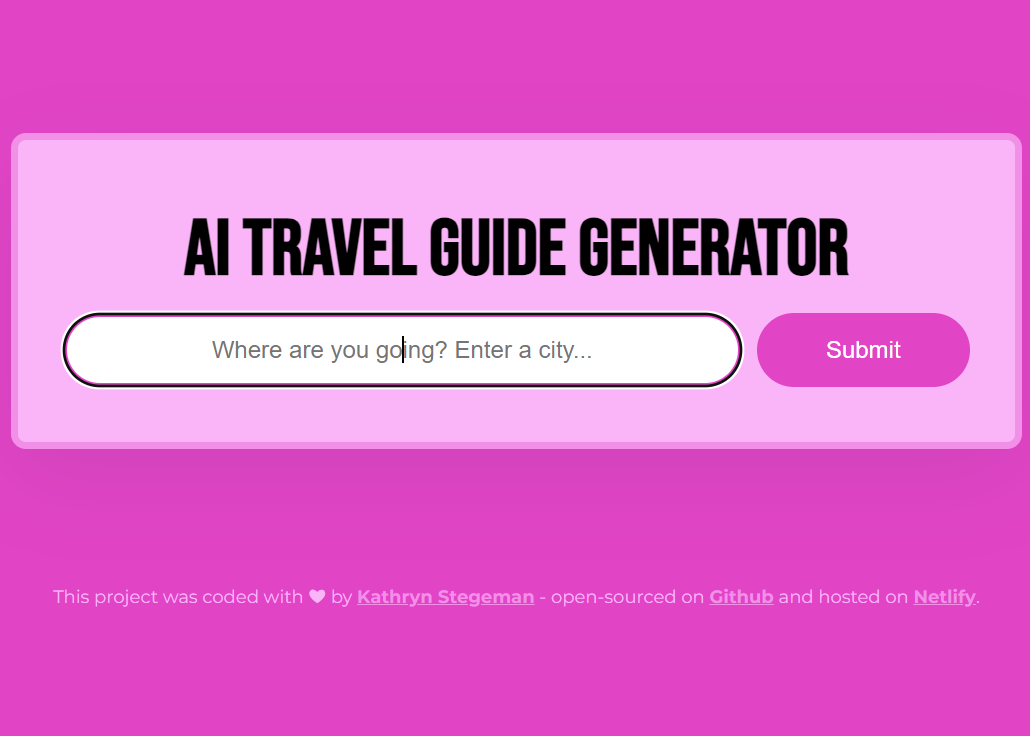 AI TRAVEL GUIDE GENERATOR
Where are you going? Enter a city... Submit
This project was coded with ♥ by Kathryn Stegeman - open-sourced on Github and hosted on Netlify.